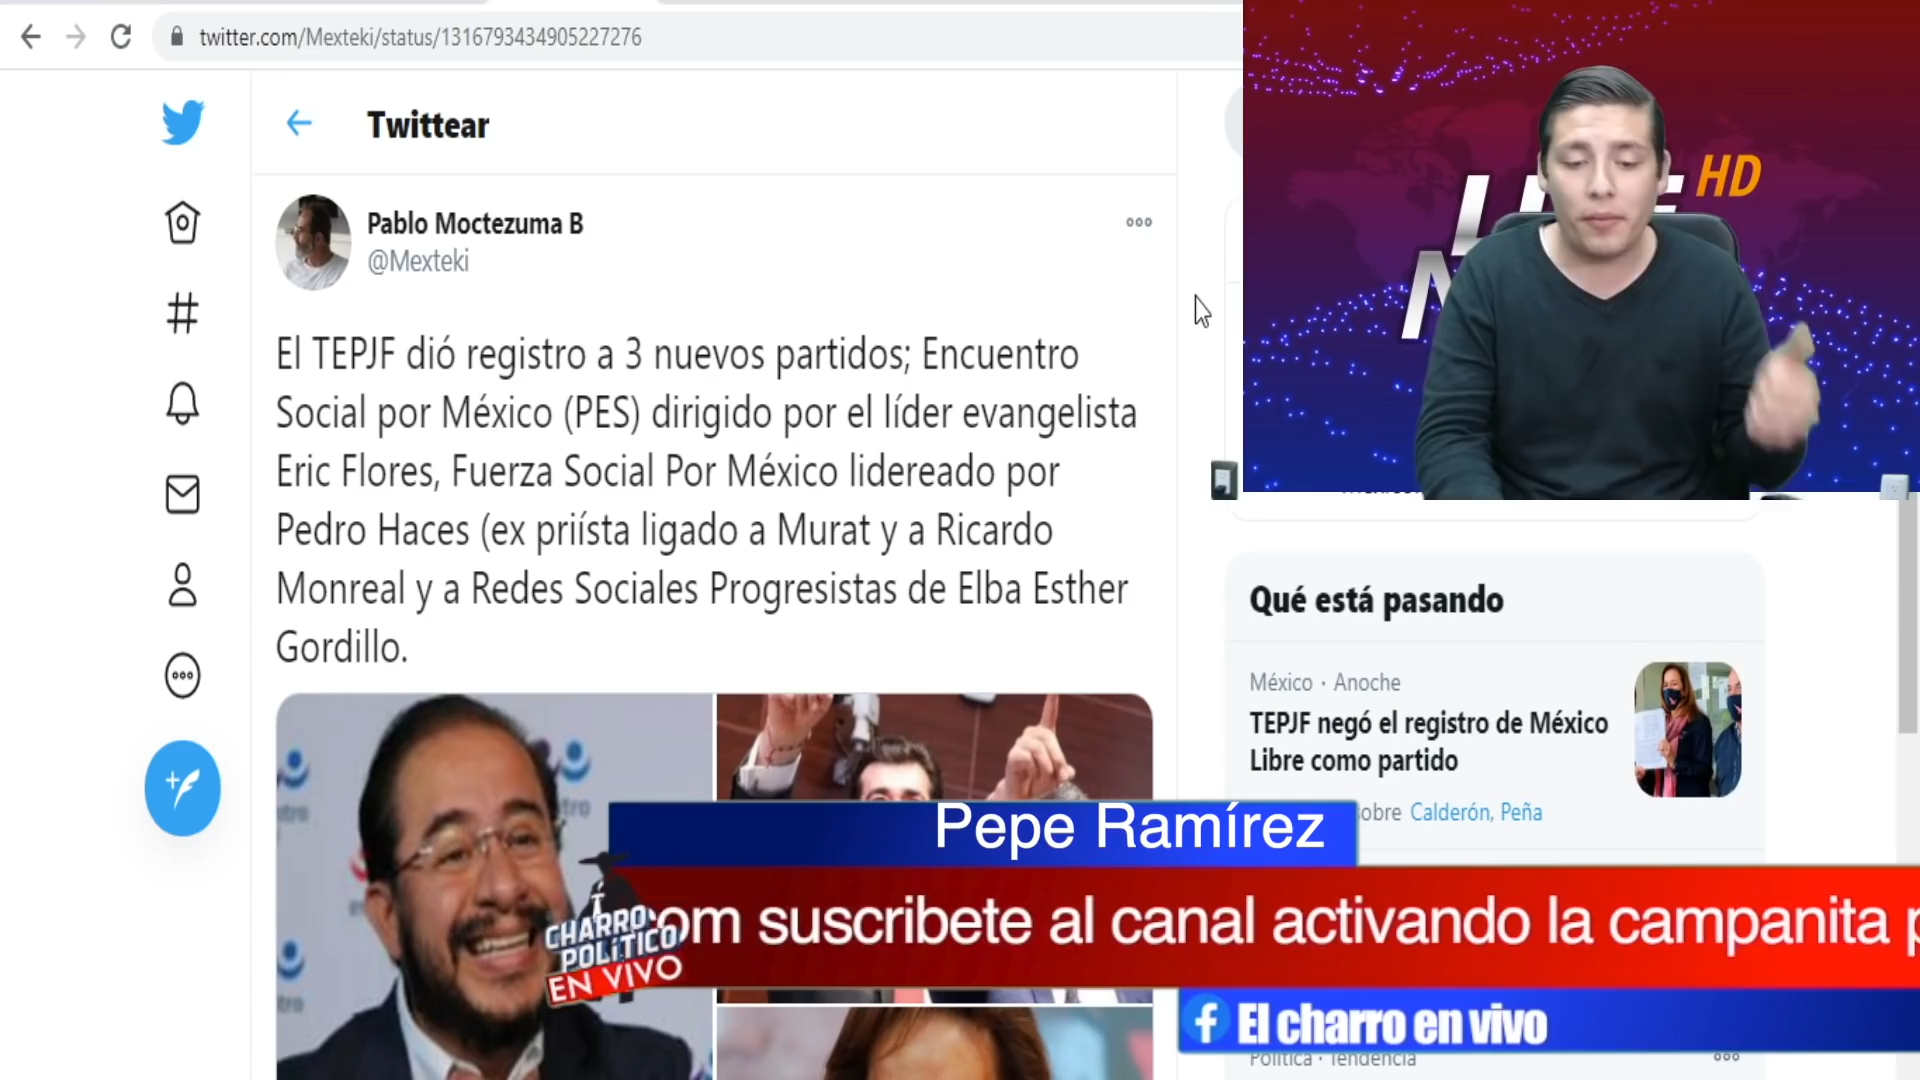 twitter.com/Mexteki/status/1316793434905227276
Twittear
Pablo Moctezuma B
@Mexteki
El TEPJF dió registro a 3 nuevos partidos; Encuentro
Social por México (PES) dirigido por el líder evangelista
Eric Flores, Fuerza Social Por México lidereado por
Pedro Haces (ex priísta ligado a Murat y a Ricardo
Monreal y a Redes Sociales Progresistas de Elba Esther
Gordillo.
HD
Qué está pasando
México · Anoche
TEPJF negó el registro de México
Libre como partido
sobre Calderón, Peña
Pepe Ramírez
com suscribete al canal activando la campanita p
CHARRO
POLÍTICO
EN VIVO
El charro en vivo
Política · Tendencia